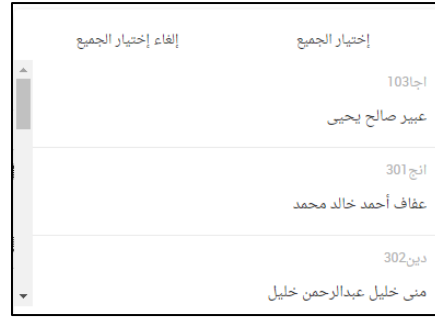 إختيار الجميع إلغاء إختيار الجميع
اجا103
عبير صالح يحيى
انج301
عفاف أحمد خالد محمد
دين302
منى خليل عبدالرحمن خليل